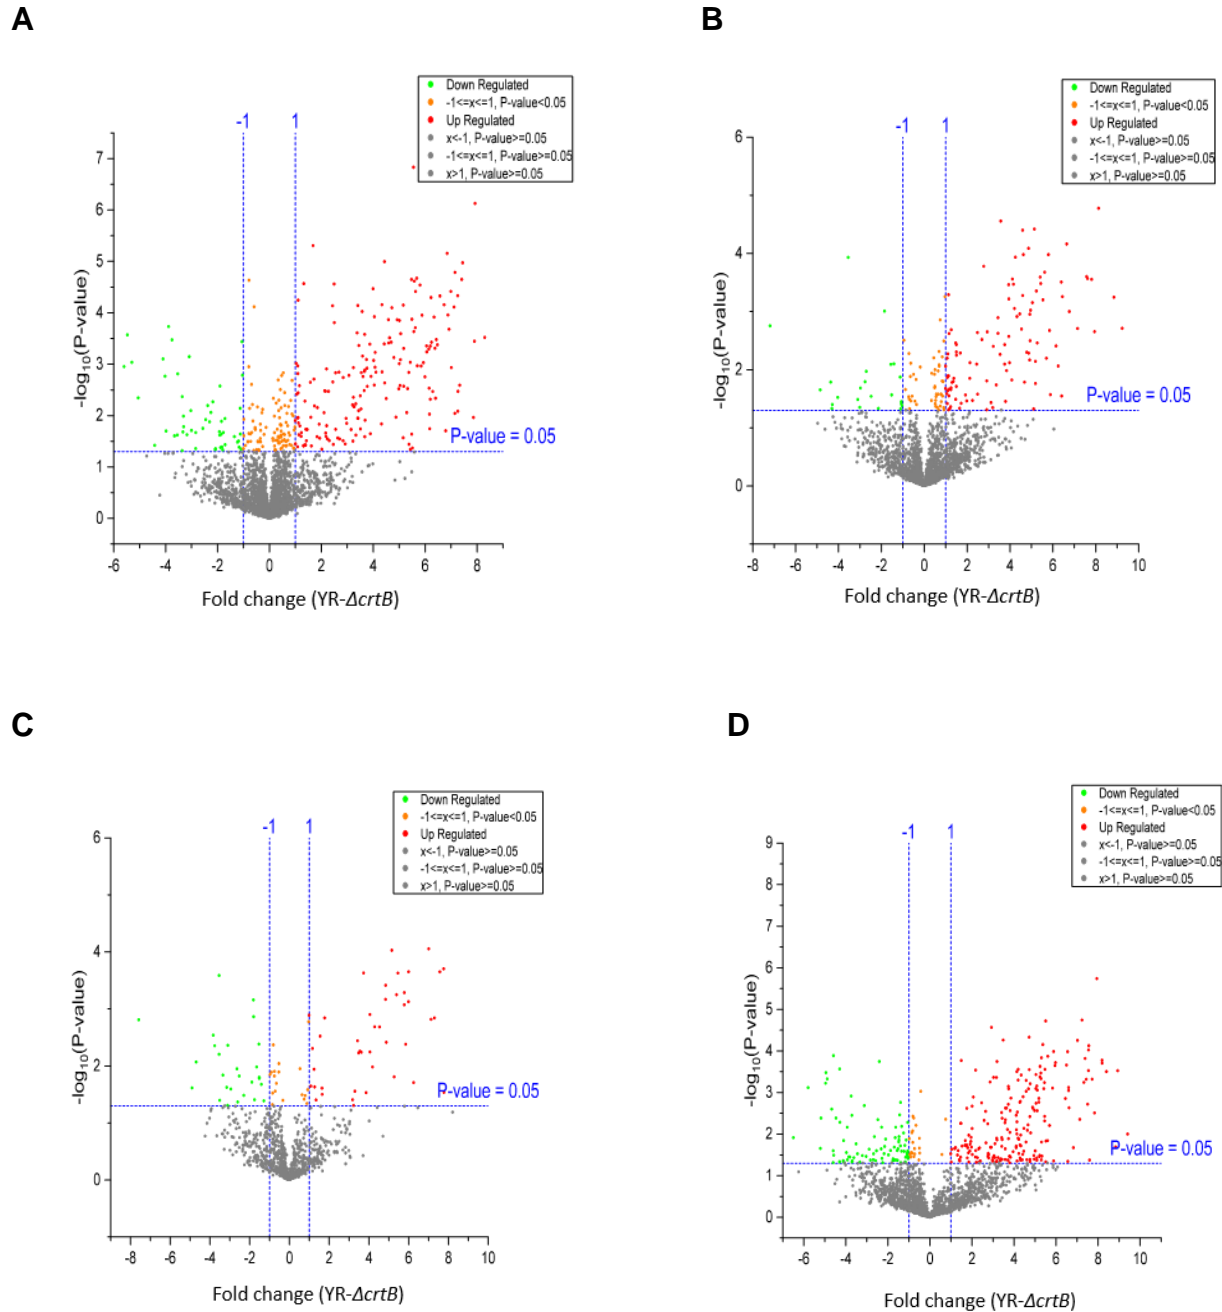 A
Down Regulated
-1<=x<=1, P-value<0.05
Up Regulated
x<-1, P-value>=0.05
-1<=x<=1, P-value>=0.05
x>1, P-value>=0.05
-1 1
7
6
5
4
3
2
1
0
-log10(P-value)
P-value = 0.05
-6 -4 -2 0 2 4 6 8
Fold change (YR-ΔcrtB)
B
Down Regulated
-1<=x<=1, P-value<0.05
Up Regulated
x<-1, P-value>=0.05
-1<=x<=1, P-value>=0.05
x>1, P-value>=0.05
-1 1
6
4
2
0
-log10(P-value)
P-value = 0.05
-8 -6 -4 -2 0 2 4 6 8 10
Fold change (YR-ΔcrtB)
C
Down Regulated
-1<=x<=1, P-value<0.05
Up Regulated
x<-1, P-value>=0.05
-1<=x<=1, P-value>=0.05
x>1, P-value>=0.05
-1 1
6
4
2
0
-log10(P-value)
P-value = 0.05
-8 -6 -4 -2 0 2 4 6 8 10
Fold change (YR-ΔcrtB)
D
Down Regulated
-1<=x<=1, P-value<0.05
Up Regulated
x<-1, P-value>=0.05
-1<=x<=1, P-value>=0.05
x>1, P-value>=0.05
-1 1
9
8
7
6
5
4
3
2
1
0
-log10(P-value)
P-value = 0.05
-6 -4 -2 0 2 4 6 8 10
Fold change (YR-ΔcrtB)